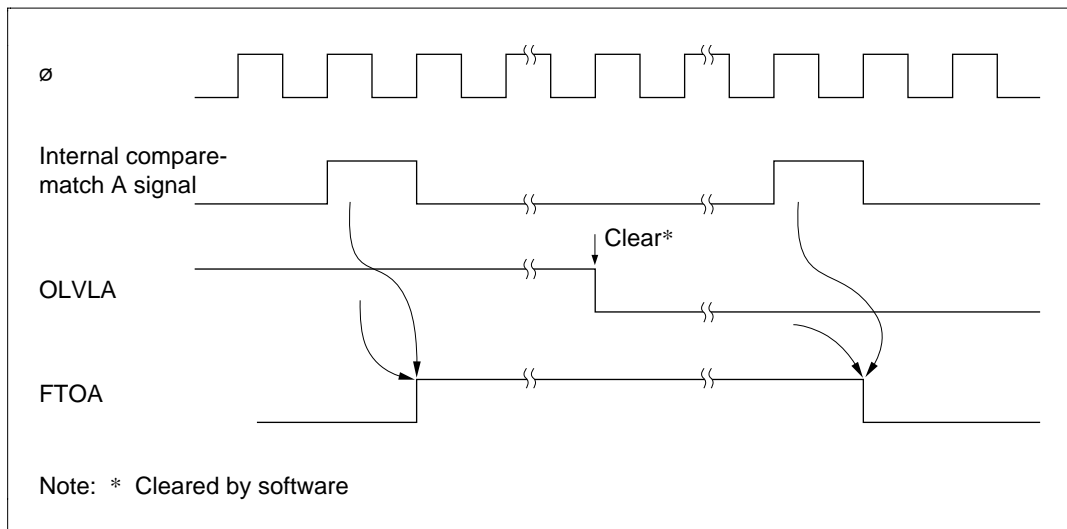 ø
Internal compare-
match A signal
Clear*
OLVLA
FTOA
Note: * Cleared by software